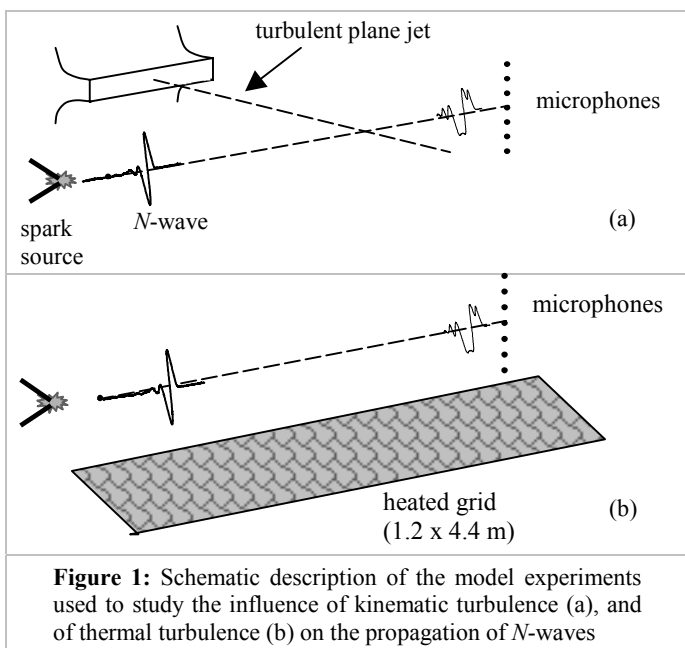 turbulent plane jet
microphones
N-wave
(a)
spark
source
microphones
heated grid
(1.2 x 4.4 m)
(b)
Figure 1: Schematic description of the model experiments
used to study the influence of kinematic turbulence (a), and
of thermal turbulence (b) on the propagation of N-waves